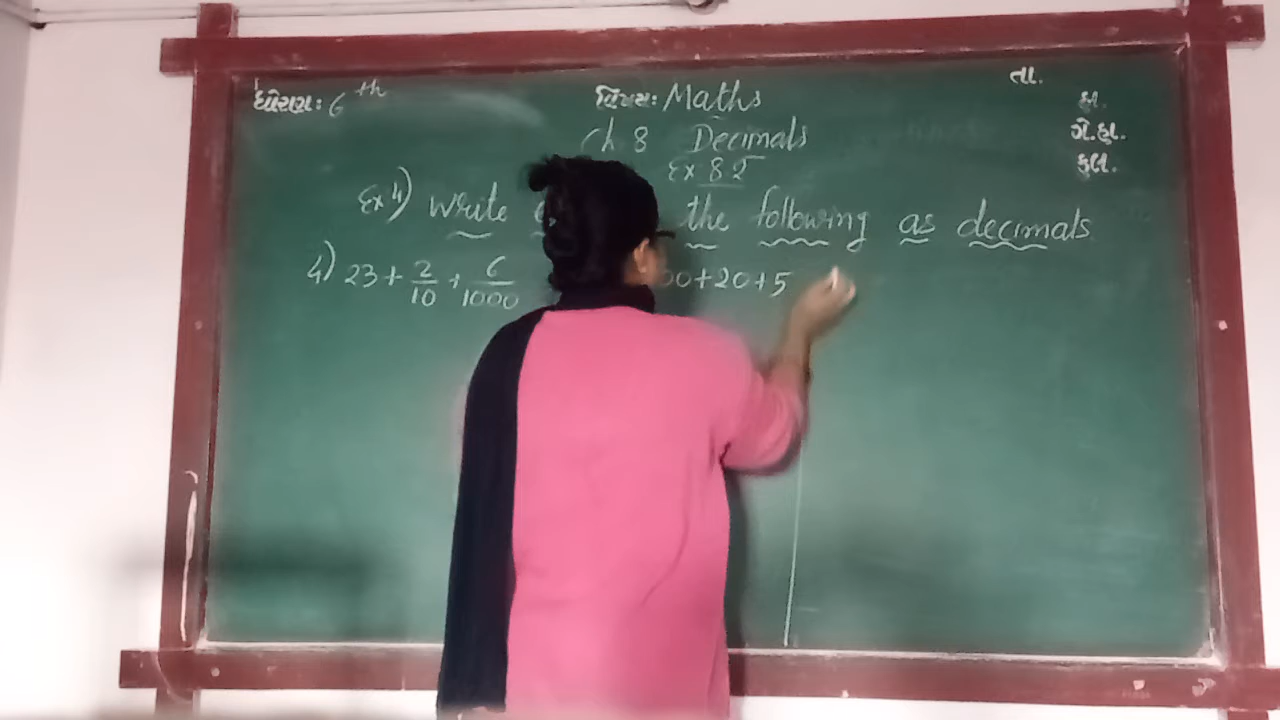 ધોરણ: 6th
વિષય: Maths
તા.
Ch 8 Decimals
હા.
ગે.હા.
કુલ.
Ex 8.2
Ex 4) write the following as decimals
4) 23 + 2/10 + 6/1000
00 + 20 + 5